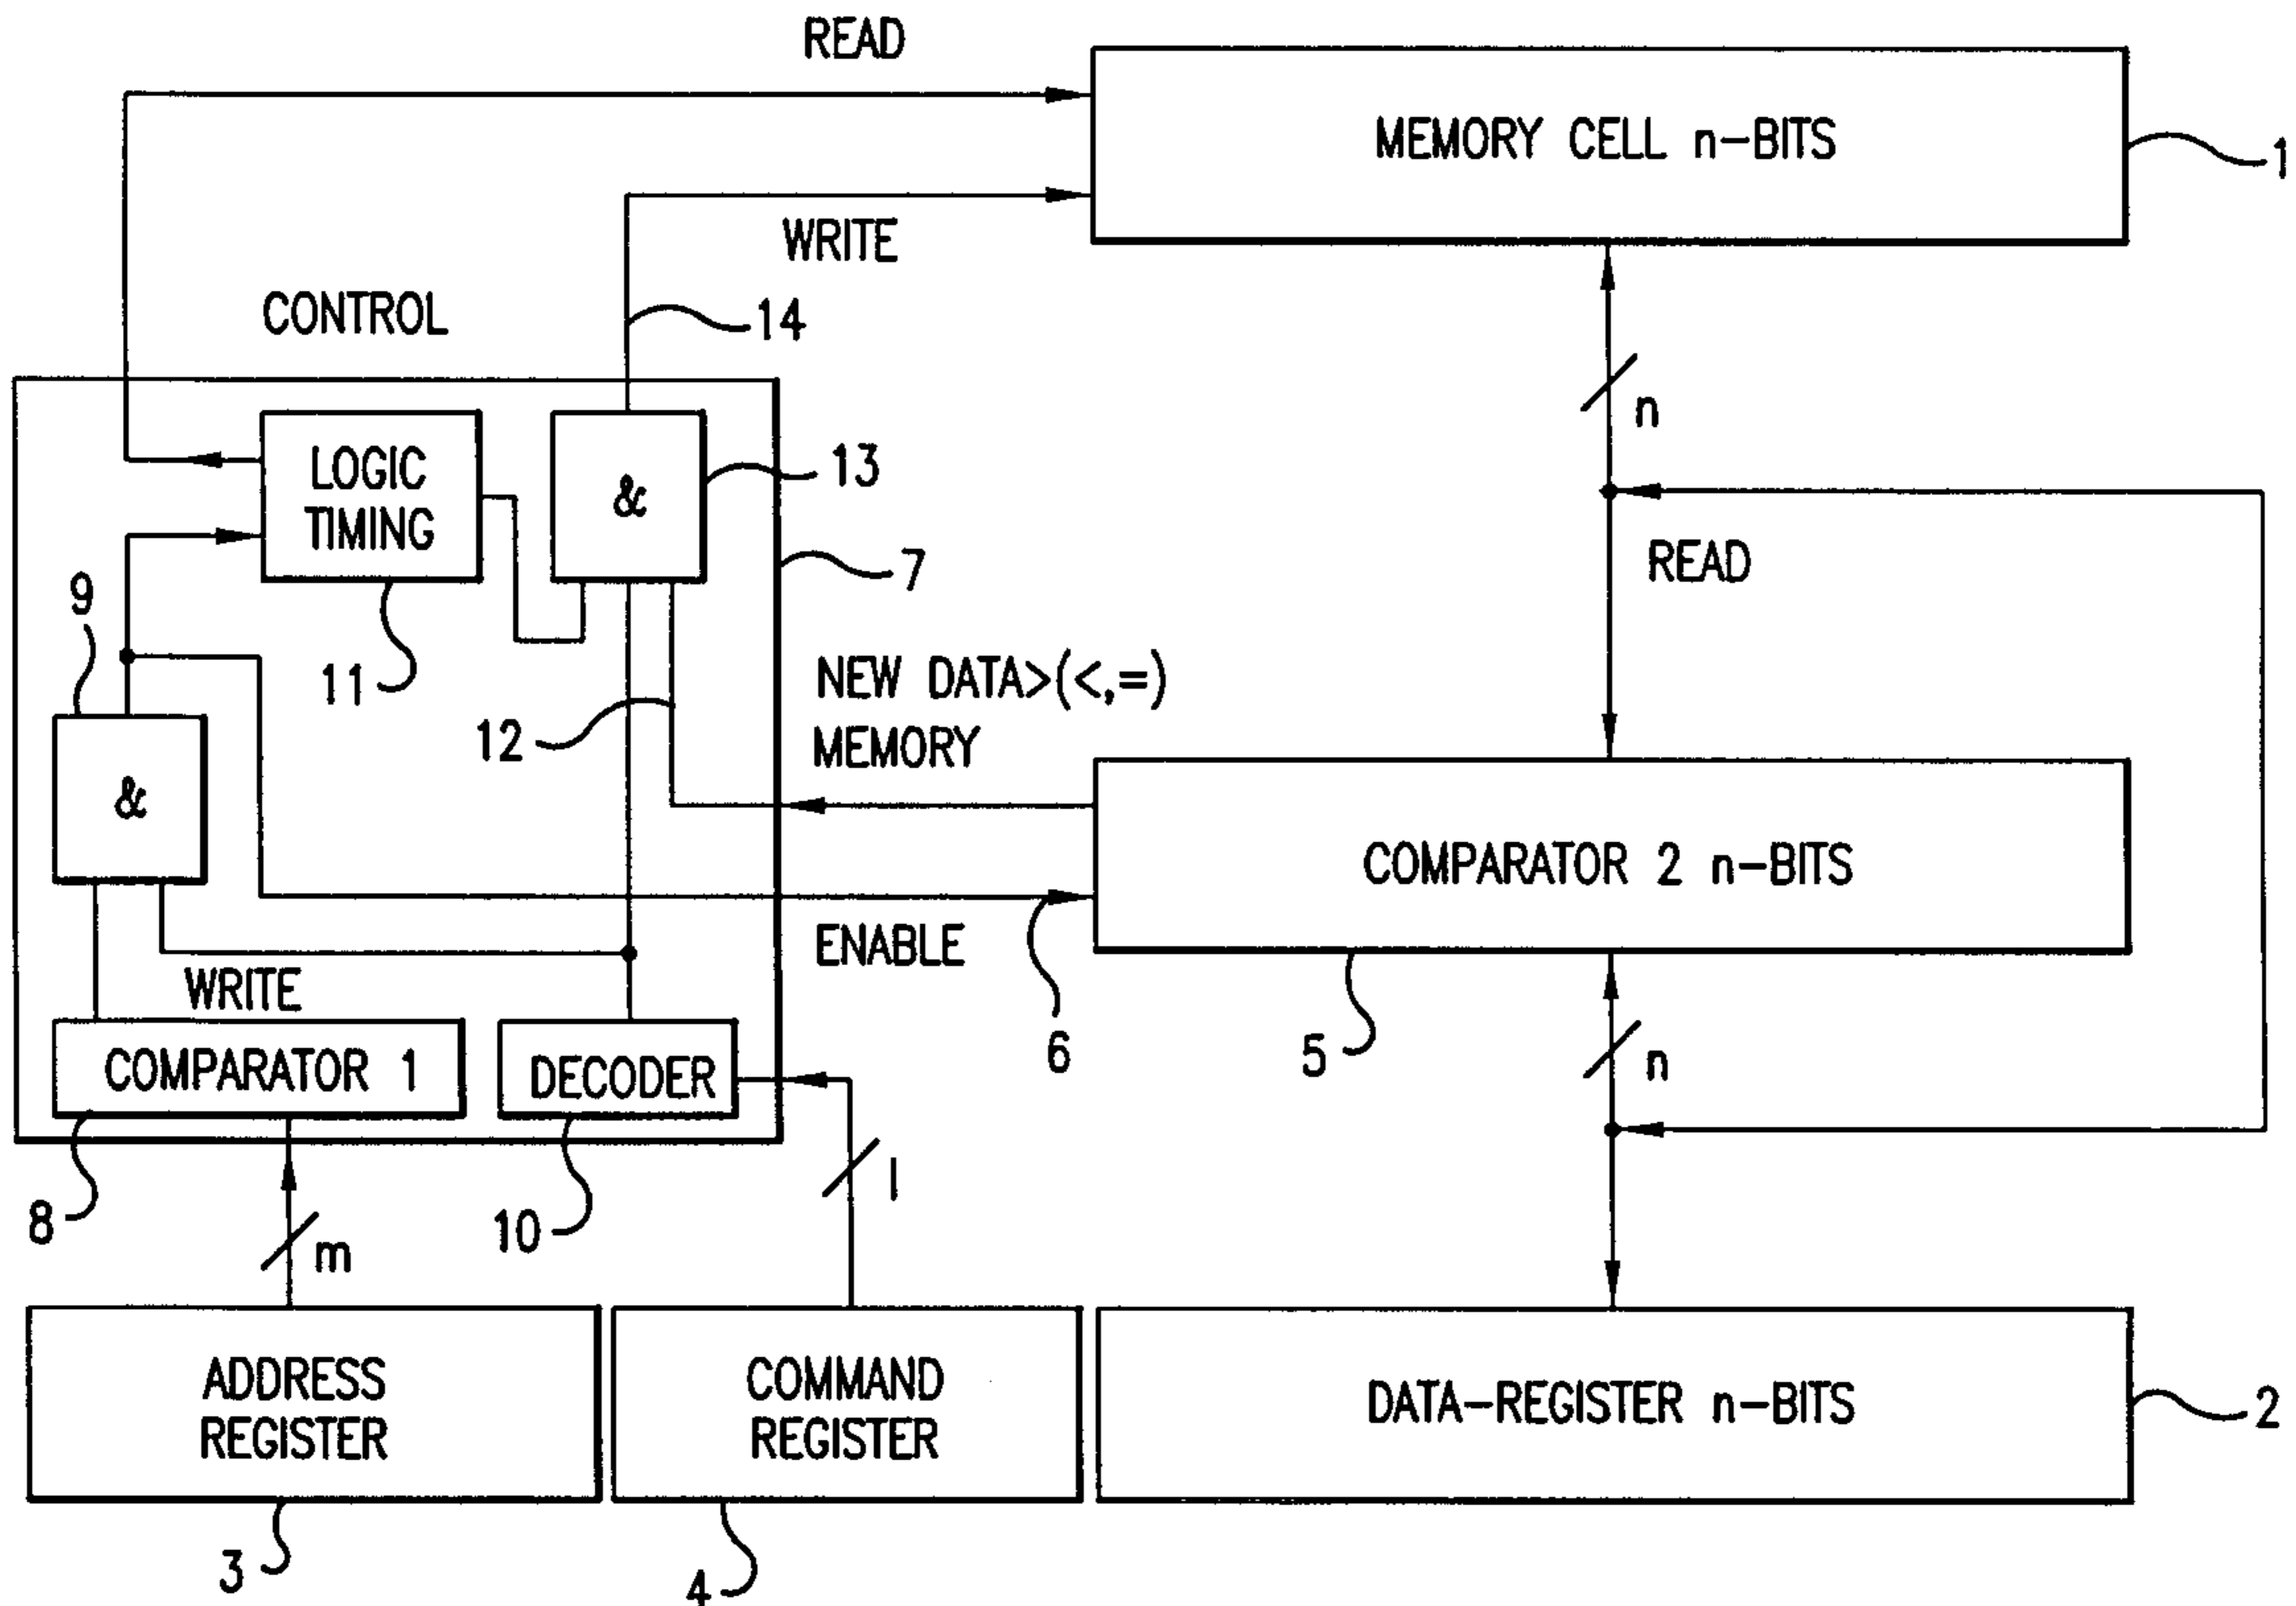 READ
MEMORY CELL n-BITS
1
WRITE
14
CONTROL
LOGIC
TIMING
&
13
n
7
READ
9
11
NEW DATA>(<,=)
MEMORY
12
&
COMPARATOR 2 n-BITS
ENABLE
WRITE
6
5
n
COMPARATOR 1
DECODER
8
10
l
m
ADDRESS
REGISTER
COMMAND
REGISTER
DATA-REGISTER n-BITS
2
3
4